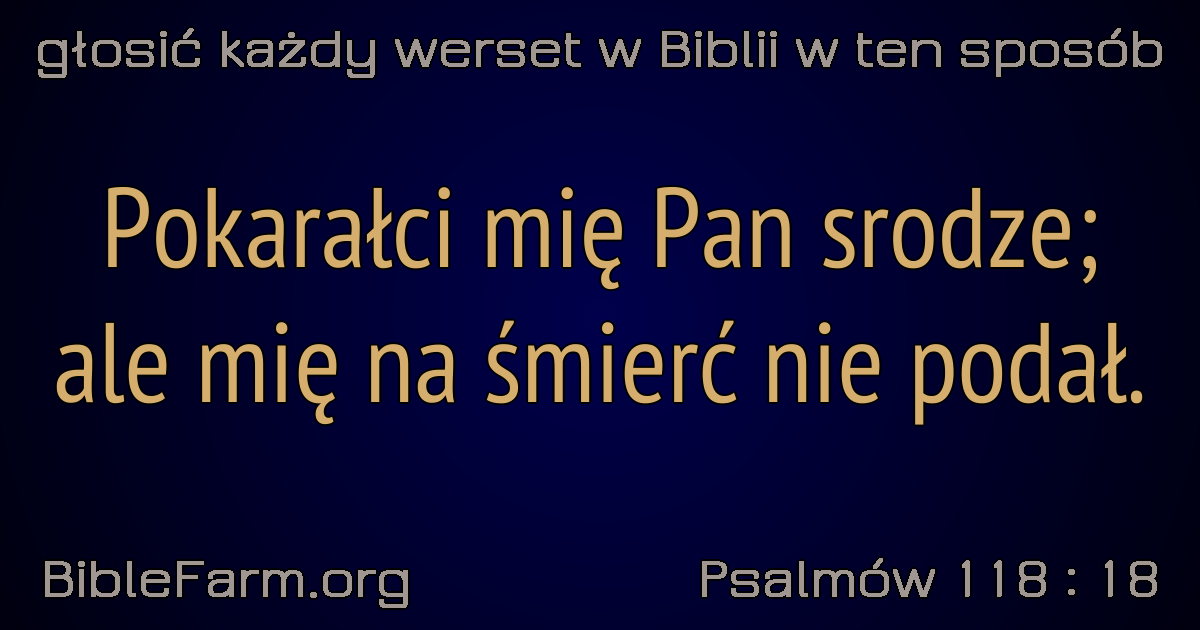 głosić każdy werset w Biblii w ten sposób
Pokarałci mię Pan srodze;
ale mię na śmierć nie podał.
BibleFarm.org
Psalmów 118 : 18